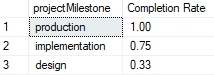 projectMilestone Completion Rate
1 production 1.00
2 implementation 0.75
3 design 0.33